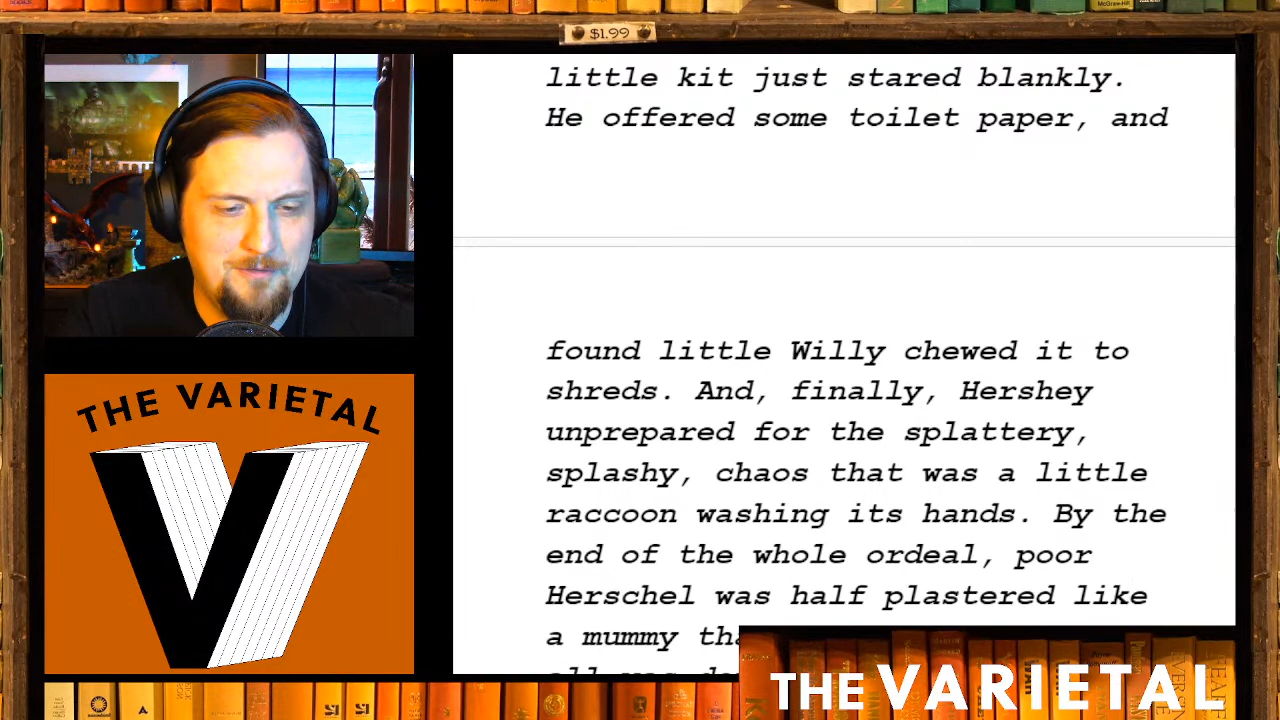 McGraw-Hill
$1.99
little kit just stared blankly.
He offered some toilet paper, and
found little Willy chewed it to
shreds. And, finally, Hershey
unprepared for the splattery,
splashy, chaos that was a little
raccoon washing its hands. By the
end of the whole ordeal, poor
Herschel was half plastered like
a mummy
THE VARIETAL
THE VARIETAL